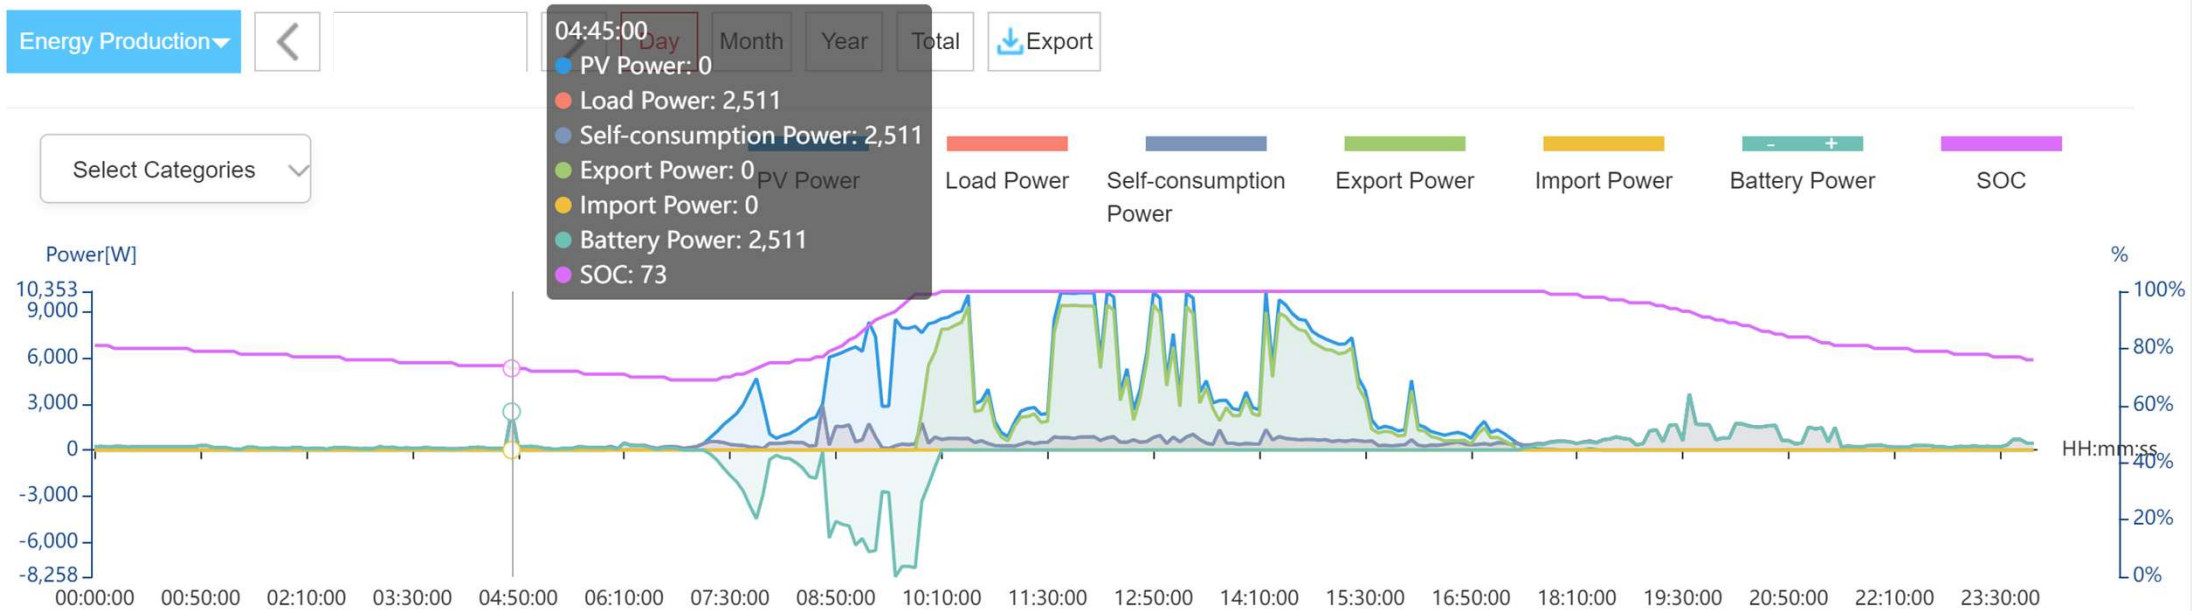 Energy Production
Day
Month
Year
Total
Export
04:45:00
PV Power: 0
Load Power: 2,511
Self-consumption Power: 2,511
Export Power: 0
Import Power: 0
Battery Power: 2,511
SOC: 73
Select Categories
PV Power
Load Power
Self-consumption
Power
Export Power
Import Power
- +
Battery Power
SOC
Power[W]
%
10,353
9,000
6,000
3,000
0
-3,000
-6,000
-8,258
100%
80%
60%
40%
20%
0%
HH:mm:ss
00:00:00 00:50:00 02:10:00 03:30:00 04:50:00 06:10:00 07:30:00 08:50:00 10:10:00 11:30:00 12:50:00 14:10:00 15:30:00 16:50:00 18:10:00 19:30:00 20:50:00 22:10:00 23:30:00